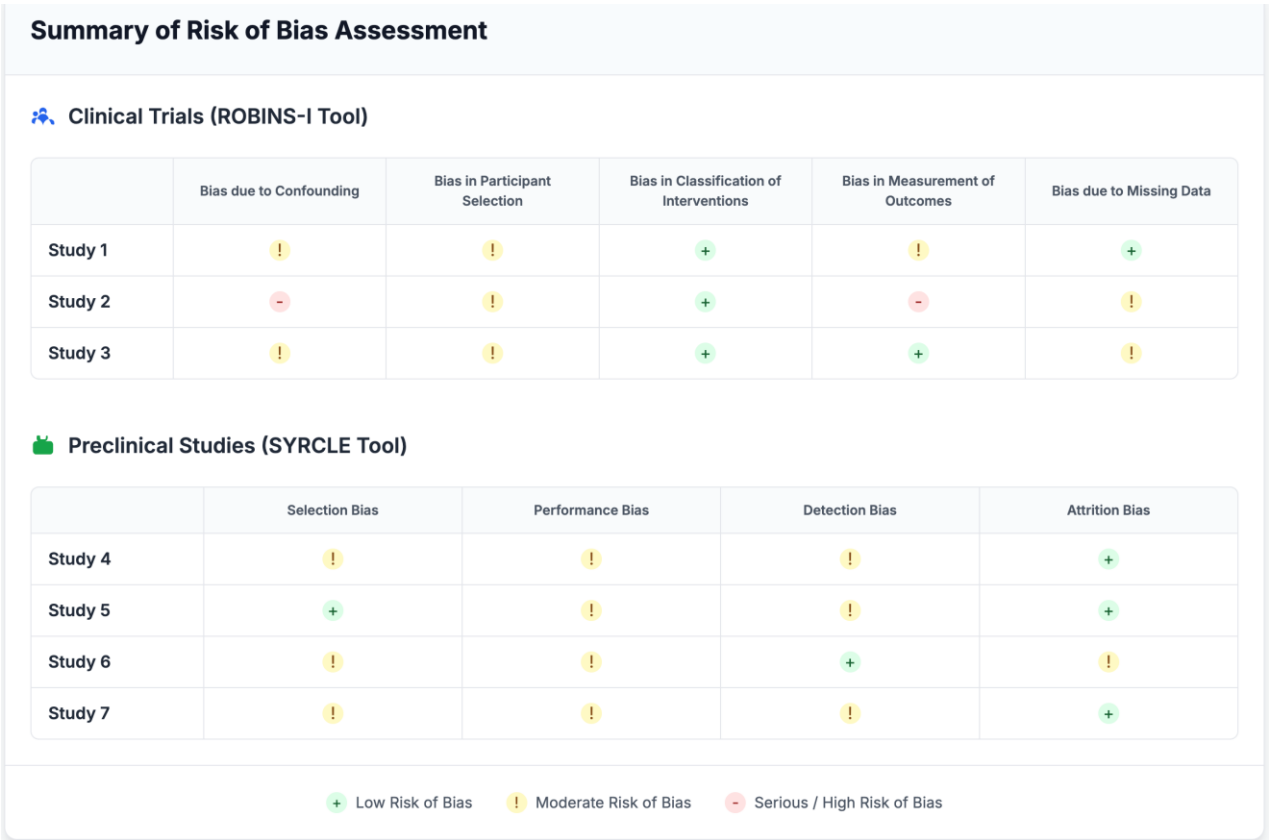 Summary of Risk of Bias Assessment
Clinical Trials (ROBINS-I Tool)
Bias due to Confounding
Bias in Participant
Selection
Bias in Classification of
Interventions
Bias in Measurement of
Outcomes
Bias due to Missing Data
Study 1 ! ! + ! +
Study 2 - ! + - !
Study 3 ! ! + + !
Preclinical Studies (SYRCLE Tool)
Selection Bias Performance Bias Detection Bias Attrition Bias
Study 4 ! ! ! +
Study 5 + ! ! +
Study 6 ! ! + !
Study 7 ! ! ! +
+ Low Risk of Bias ! Moderate Risk of Bias - Serious / High Risk of Bias